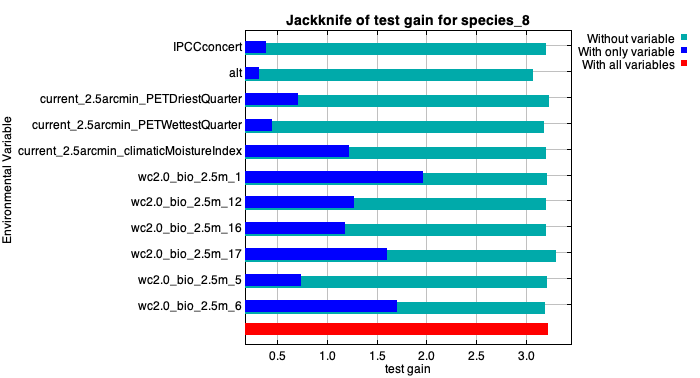 Jackknife of test gain for species_8
Without variable
With only variable
With all variables
Environmental Variable
IPCCconcert
alt
current_2.5arcmin_PETDriestQuarter
current_2.5arcmin_PETWettestQuarter
current_2.5arcmin_climaticMoistureIndex
wc2.0_bio_2.5m_1
wc2.0_bio_2.5m_12
wc2.0_bio_2.5m_16
wc2.0_bio_2.5m_17
wc2.0_bio_2.5m_5
wc2.0_bio_2.5m_6
0.5 1.0 1.5 2.0 2.5 3.0
test gain